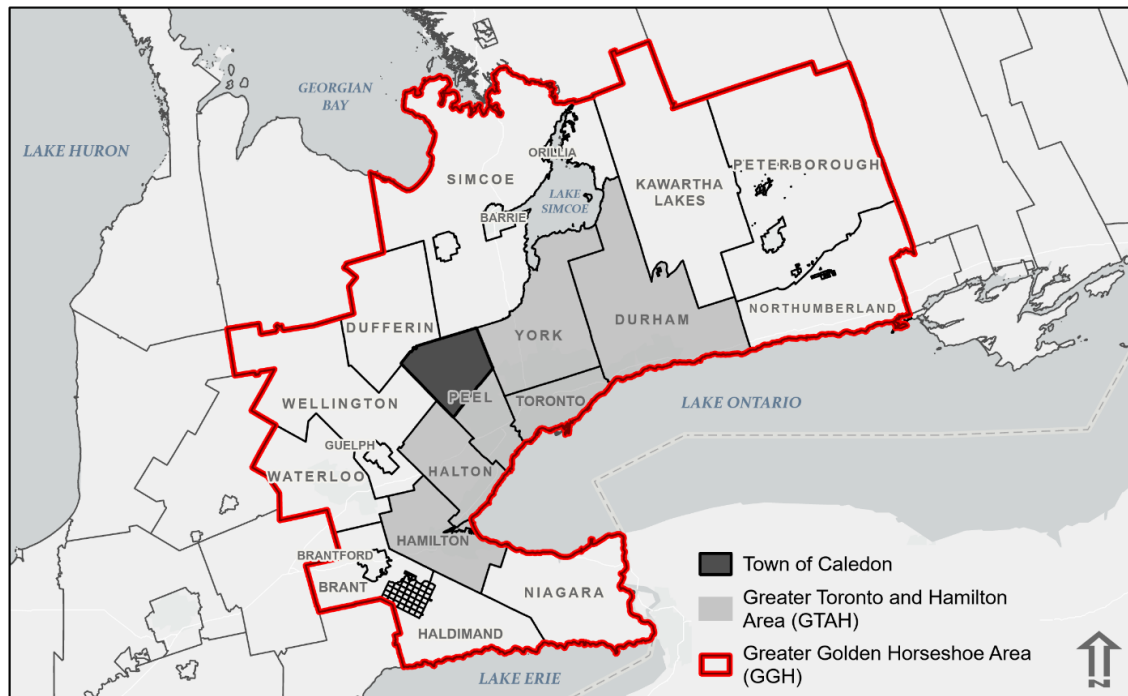 GEORGIAN
BAY
LAKE HURON
ORILLIA
SIMCOE
PETERBOROUGH
KAWARTHA
LAKES
LAKE
SIMCOE
BARRIE
NORTHUMBERLAND
DUFFERIN
YORK
DURHAM
PEEL
WELLINGTON
TORONTO
LAKE ONTARIO
GUELPH
WATERLOO
HALTON
HAMILTON
BRANTFORD
BRANT
NIAGARA
HALDIMAND
LAKE ERIE
Town of Caledon
Greater Toronto and Hamilton
Area (GTAH)
Greater Golden Horseshoe Area
(GGH)
N